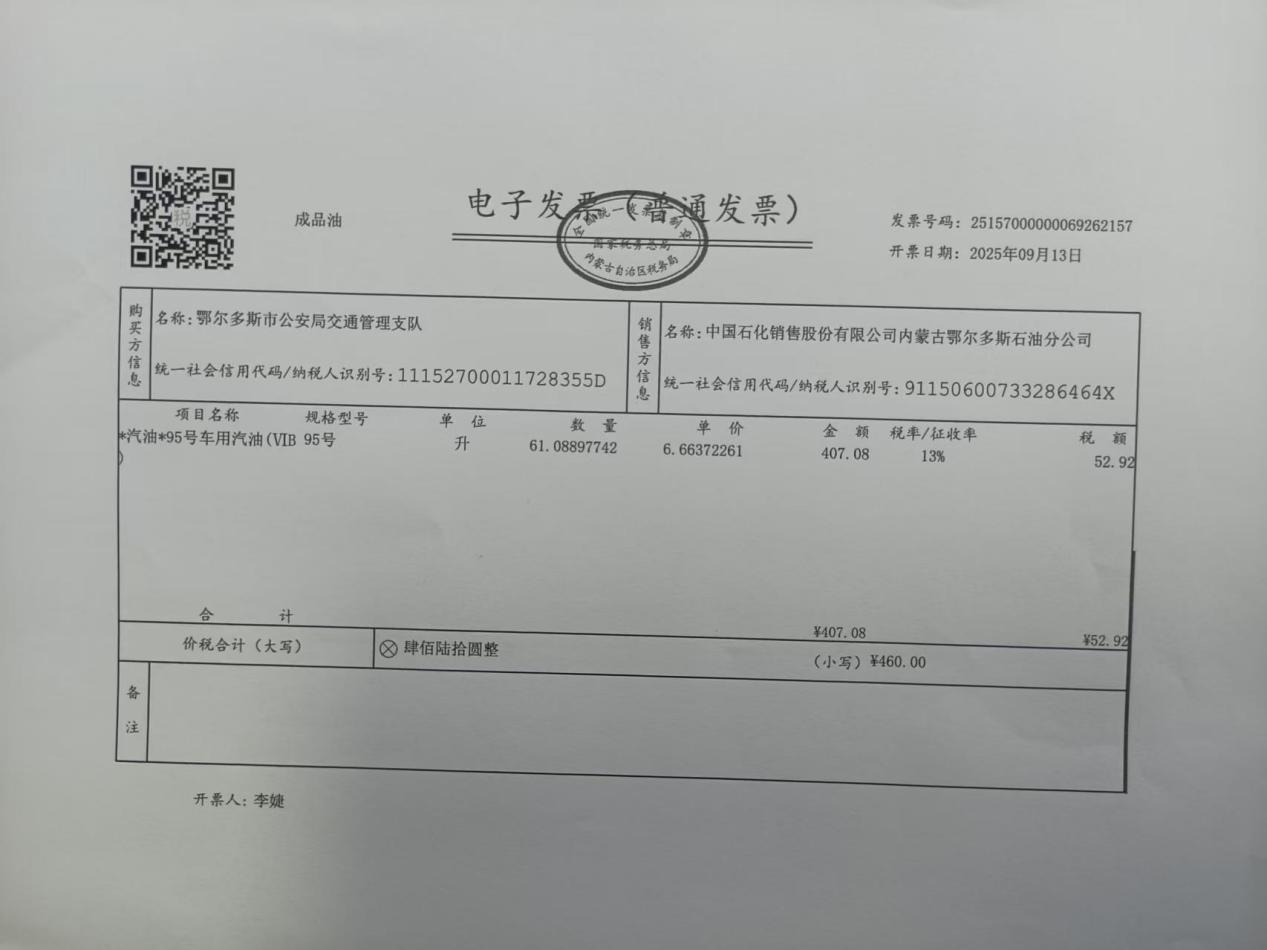 税
成品油
电子发票（普通发票）
全国统一发票监制章
国家税务总局
内蒙古自治区税务局
发票号码：25157000000069262157
开票日期：2025年09月13日
购买方信息
名称：鄂尔多斯市公安局交通管理支队
统一社会信用代码/纳税人识别号：11152700011728355D
销售方信息
名称：中国石化销售股份有限公司内蒙古鄂尔多斯石油分公司
统一社会信用代码/纳税人识别号：91150600733286464X
项目名称 规格型号 单位 数量 单价 金额 税率/征收率 税额
*汽油*95号车用汽油(VIB 95号 升 61.08897742 6.66372261 407.08 13% 52.92
)
合计 ¥407.08 ¥52.92
价税合计（大写） ⊗肆佰陆拾圆整 （小写）¥460.00
备注
开票人：李婕